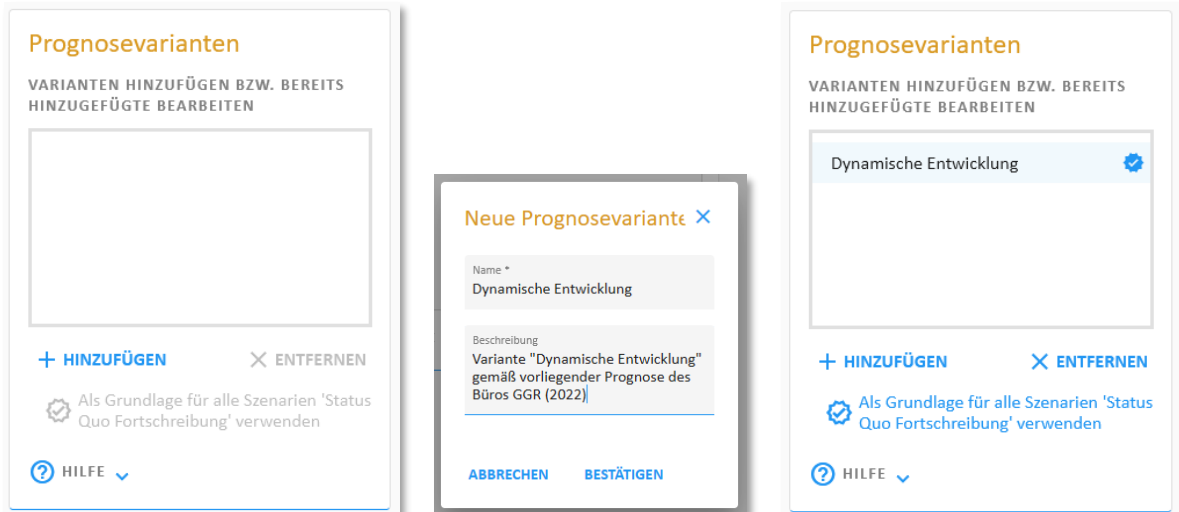 Prognosevarianten
VARIANTEN HINZUFÜGEN BZW. BEREITS
HINZUGEFÜGTE BEARBEITEN
+ HINZUFÜGEN
ENTFERNEN
Als Grundlage für alle Szenarien 'Status
Quo Fortschreibung' verwenden
HILFE
Neue Prognosevariante
Name *
Dynamische Entwicklung
Beschreibung
Variante "Dynamische Entwicklung"
gemäß vorliegender Prognose des
Büros GGR (2022)
ABBRECHEN
BESTÄTIGEN
Prognosevarianten
VARIANTEN HINZUFÜGEN BZW. BEREITS
HINZUGEFÜGTE BEARBEITEN
Dynamische Entwicklung
+ HINZUFÜGEN
ENTFERNEN
Als Grundlage für alle Szenarien 'Status
Quo Fortschreibung' verwenden
HILFE